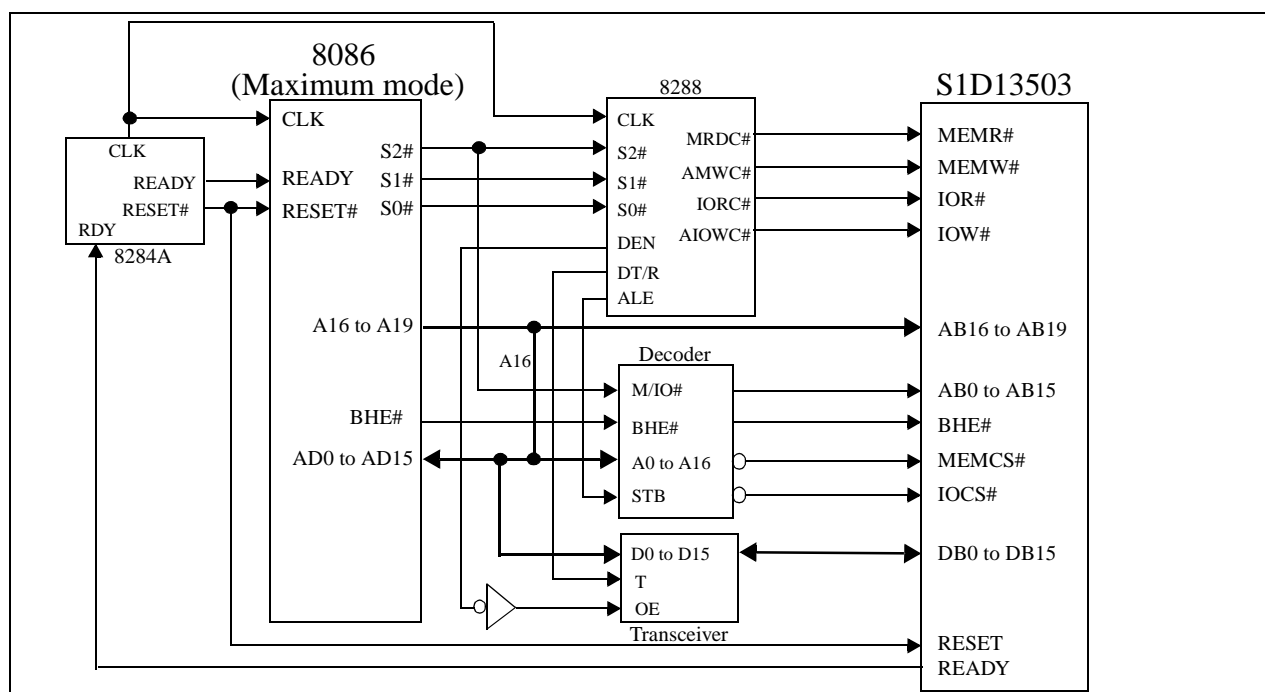 8086
(Maximum mode)
8288
S1D13503
CLK
READY
RESET#
RDY
8284A
CLK
READY
RESET#
S2#
S1#
S0#
A16 to A19
BHE#
AD0 to AD15
CLK
S2#
S1#
S0#
DEN
DT/R
ALE
MRDC#
AMWC#
IORC#
AIOWC#
A16
Decoder
M/IO#
BHE#
A0 to A16
STB
D0 to D15
T
OE
Transceiver
MEMR#
MEMW#
IOR#
IOW#
AB16 to AB19
AB0 to AB15
BHE#
MEMCS#
IOCS#
DB0 to DB15
RESET
READY